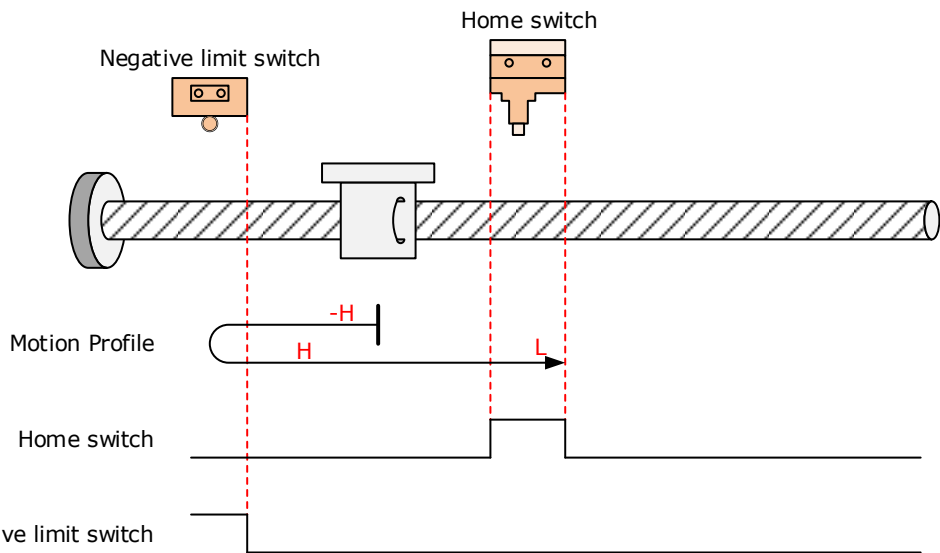 Home switch
Negative limit switch
-H
Motion Profile
H
L
Home switch
ve limit switch